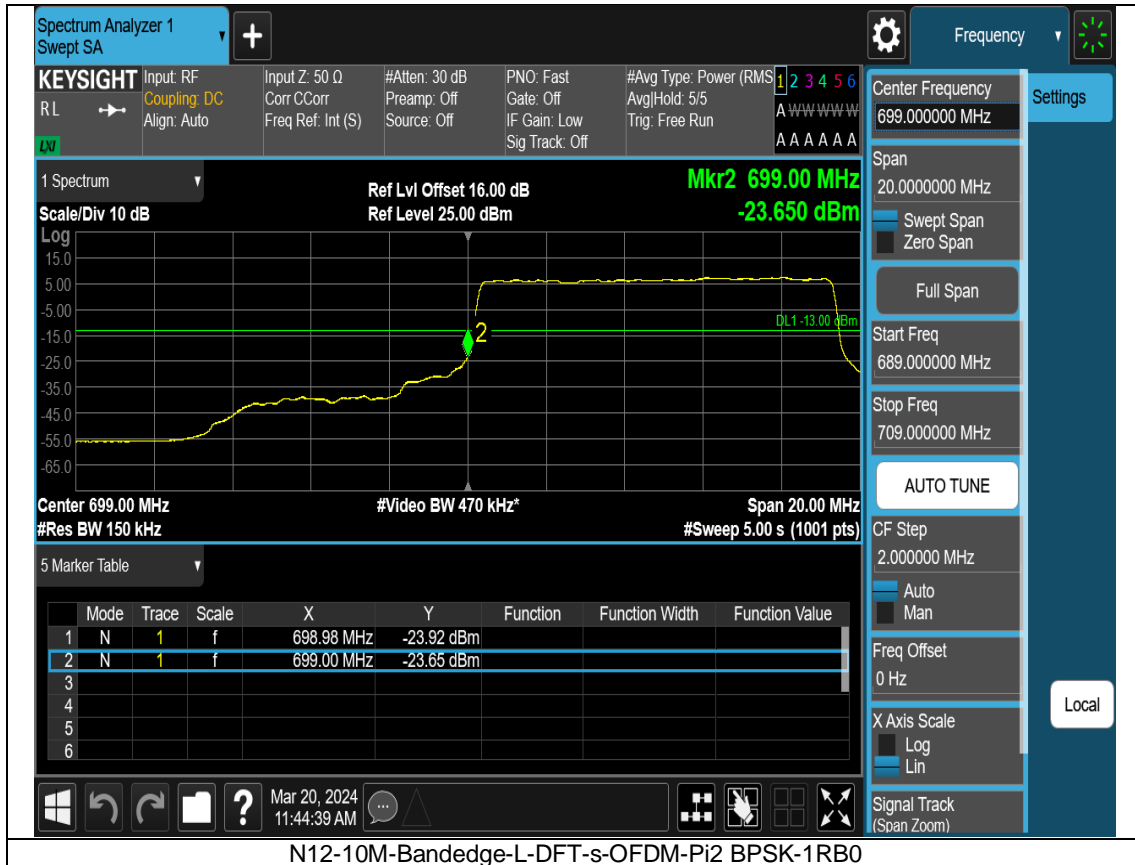 Spectrum Analyzer 1
Swept SA
+
Frequency
KEYSIGHT
R L
LXI
Input: RF
Coupling: DC
Align: Auto
Input Z: 50 Ω
Corr CCorr
Freq Ref: Int (S)
#Atten: 30 dB
Preamp: Off
Source: Off
PNO: Fast
Gate: Off
IF Gain: Low
Sig Track: Off
#Avg Type: Power (RMS
Avg|Hold: 5/5
Trig: Free Run
1 2 3 4 5 6
A W W W W W
A A A A A A
Center Frequency
699.000000 MHz
Settings
Span
20.0000000 MHz
Swept Span
Zero Span
Full Span
Start Freq
689.000000 MHz
Stop Freq
709.000000 MHz
AUTO TUNE
CF Step
2.000000 MHz
Auto
Man
Freq Offset
0 Hz
X Axis Scale
Log
Lin
Signal Track
(Span Zoom)
Local
1 Spectrum
Scale/Div 10 dB
Ref Lvl Offset 16.00 dB
Ref Level 25.00 dBm
Mkr2 699.00 MHz
-23.650 dBm
Log
15.0
5.00
-5.00
-15.0
-25.0
-35.0
-45.0
-55.0
-65.0
2
DL1 -13.00 dBm
Center 699.00 MHz
#Res BW 150 kHz
#Video BW 470 kHz*
Span 20.00 MHz
#Sweep 5.00 s (1001 pts)
5 Marker Table
Mode Trace Scale X Y Function Function Width Function Value
1 N 1 f 698.98 MHz -23.92 dBm
2 N 1 f 699.00 MHz -23.65 dBm
3
4
5
6
?
Mar 20, 2024
11:44:39 AM
N12-10M-Bandedge-L-DFT-s-OFDM-Pi2 BPSK-1RB0